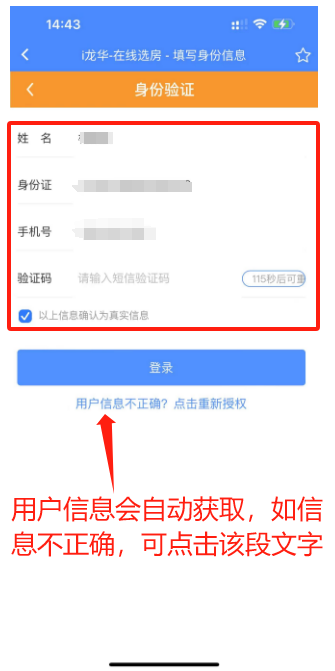 14:43
i龙华-在线选房 - 填写身份信息
身份验证
姓 名
身份证
手机号
验证码 请输入短信验证码 115秒后可重
以上信息确认为真实信息
登录
用户信息不正确？点击重新授权
用户信息会自动获取，如信
息不正确，可点击该段文字